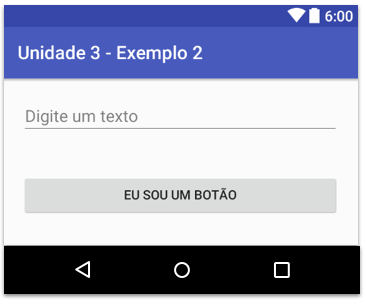 6:00
Unidade 3 - Exemplo 2
Digite um texto
EU SOU UM BOTÃO